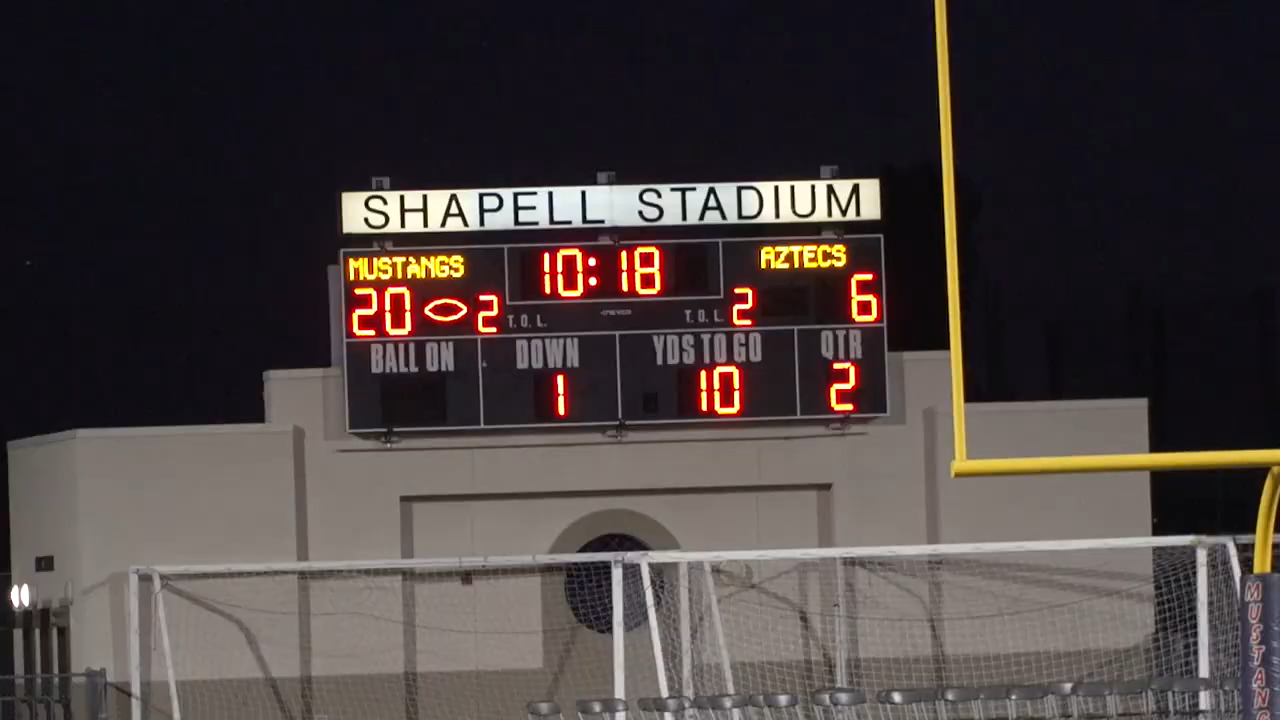 SHAPELL STADIUM
MUSTANGS 10:18 AZTECS
20 2 T.O.L. T.O.L. 2 6
BALL ON DOWN YDS TO GO QTR
1 10 2
MUSTANG